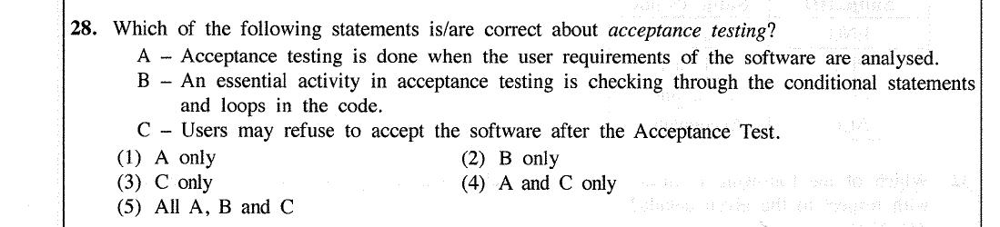 28. Which of the following statements is/are correct about acceptance testing?
A – Acceptance testing is done when the user requirements of the software are analysed.
B – An essential activity in acceptance testing is checking through the conditional statements
and loops in the code.
C – Users may refuse to accept the software after the Acceptance Test.
(1) A only (2) B only
(3) C only (4) A and C only
(5) All A, B and C